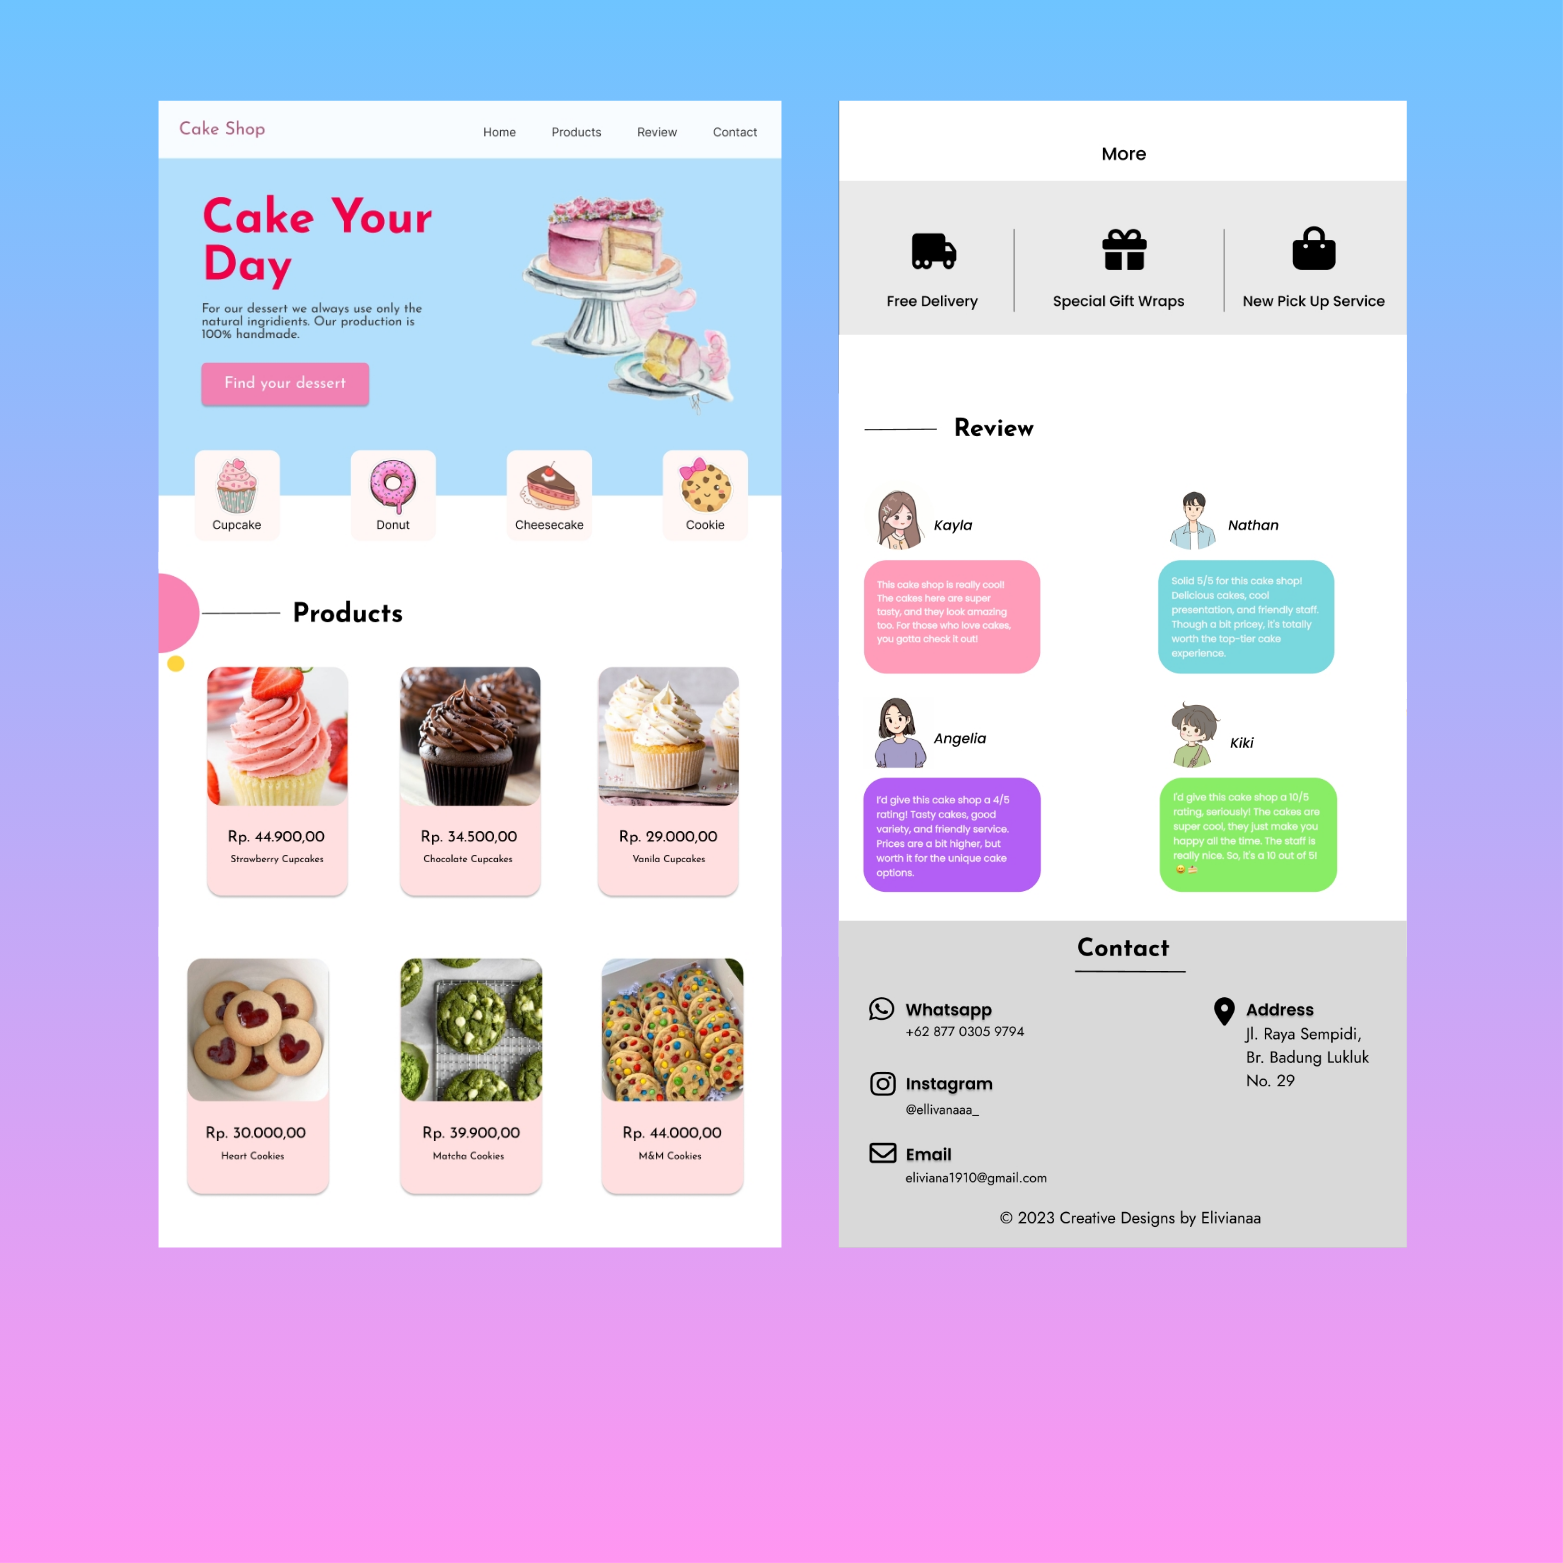 Cake Shop
Home Products Review Contact
Cake Your
Day
For our dessert we always use only the
natural ingridients. Our production is
100% handmade.
Find your dessert
Cupcake Donut Cheesecake Cookie
Products
Rp. 44.900,00 Rp. 34.500,00 Rp. 29.000,00
Strawberry Cupcakes Chocolate Cupcakes Vanila Cupcakes
Rp. 30.000,00 Rp. 39.900,00 Rp. 44.000,00
Heart Cookies Matcha Cookies M&M Cookies
More
Free Delivery Special Gift Wraps New Pick Up Service
Review
Kayla
This cake shop is really cool!
The cakes here are super
tasty, and they look amazing
too. For those who love cakes,
you gotta check it out!
Nathan
Solid 5/5 for this cake shop!
Delicious cakes, cool
presentation, and friendly staff.
Though a bit pricey, it's totally
worth the top-tier cake
experience.
Angelia
I'd give this cake shop a 4/5
rating! Tasty cakes, good
variety, and friendly service.
Prices are a bit higher, but
worth it for the unique cake
options.
Kiki
I'd give this cake shop a 10/5
rating, seriously! The cakes are
super cool, they just make you
happy all the time. The staff is
really nice. So, it's a 10 out of 5!
😄🍰
Contact
Whatsapp
+62 877 0305 9794
Instagram
@ellivanaaa_
Email
eliviana1910@gmail.com
Address
Jl. Raya Sempidi,
Br. Badung Lukluk
No. 29
© 2023 Creative Designs by Elivianaa